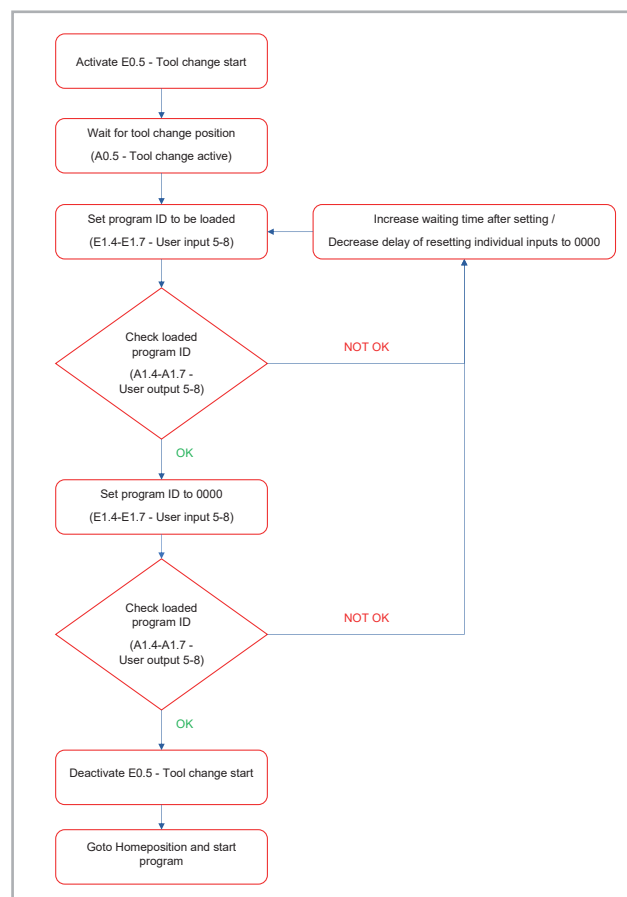 Activate E0.5 - Tool change start
Wait for tool change position
(A0.5 - Tool change active)
Set program ID to be loaded
(E1.4-E1.7 - User input 5-8)
Increase waiting time after setting /
Decrease delay of resetting individual inputs to 0000
Check loaded
program ID
(A1.4-A1.7 -
User output 5-8)
NOT OK
OK
Set program ID to 0000
(E1.4-E1.7 - User input 5-8)
Check loaded
program ID
(A1.4-A1.7 -
User output 5-8)
NOT OK
OK
Deactivate E0.5 - Tool change start
Goto Homeposition and start
program